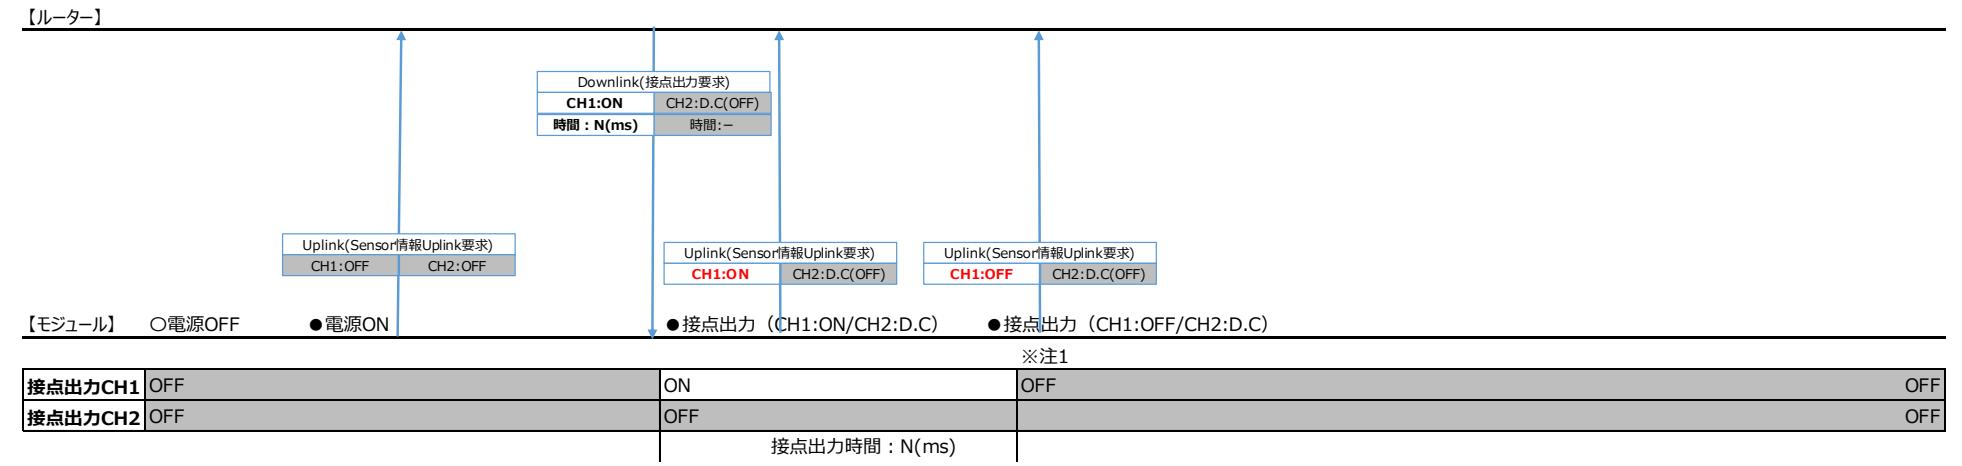 【ルーター】
Downlink(接点出力要求)
CH1:ON CH2:D.C(OFF)
時間：N(ms) 時間:－
Uplink(Sensor情報Uplink要求)
CH1:OFF CH2:OFF
Uplink(Sensor情報Uplink要求)
CH1:ON CH2:D.C(OFF)
Uplink(Sensor情報Uplink要求)
CH1:OFF CH2:D.C(OFF)
【モジュール】 〇電源OFF ●電源ON ●接点出力（CH1:ON/CH2:D.C） ●接点出力（CH1:OFF/CH2:D.C）
※注1
接点出力CH1 OFF ON OFF OFF
接点出力CH2 OFF OFF OFF
接点出力時間：N(ms)